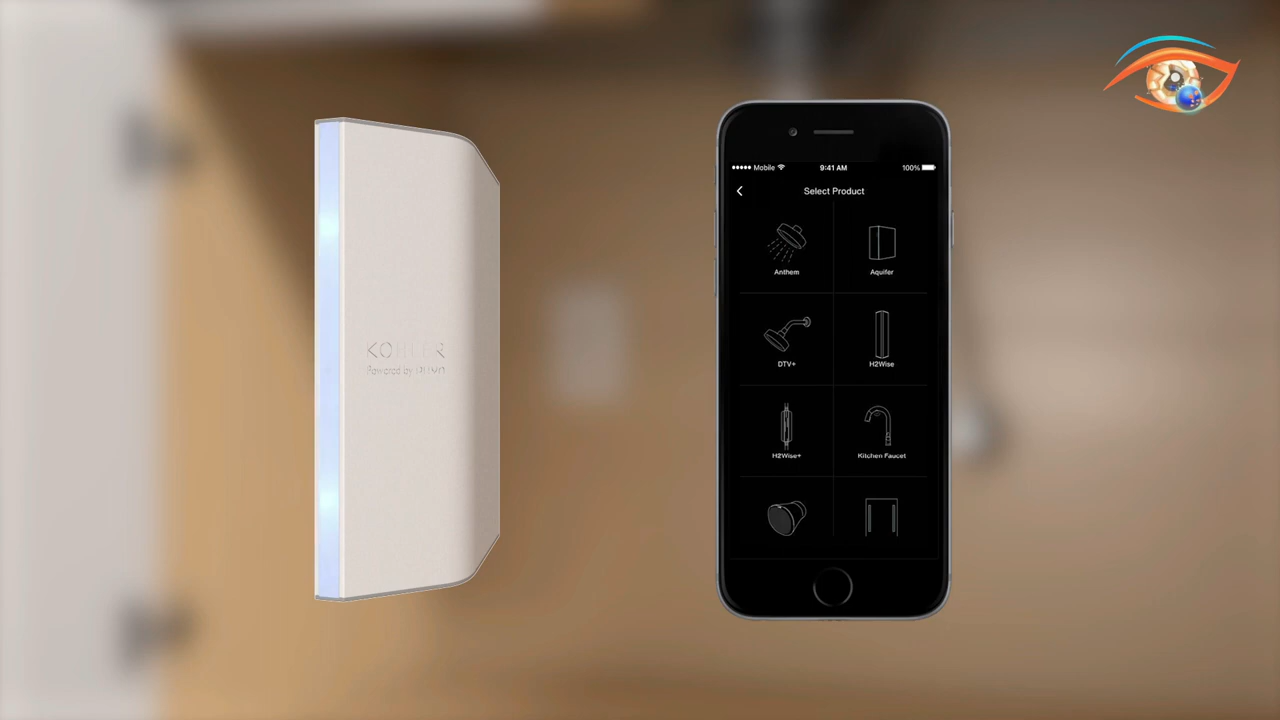 KOHLER
Powered by
Mobile 9:41 AM 100%
Select Product
Anthem
Aquifer
DTV+
H2Wise
H2Wise+
Kitchen Faucet